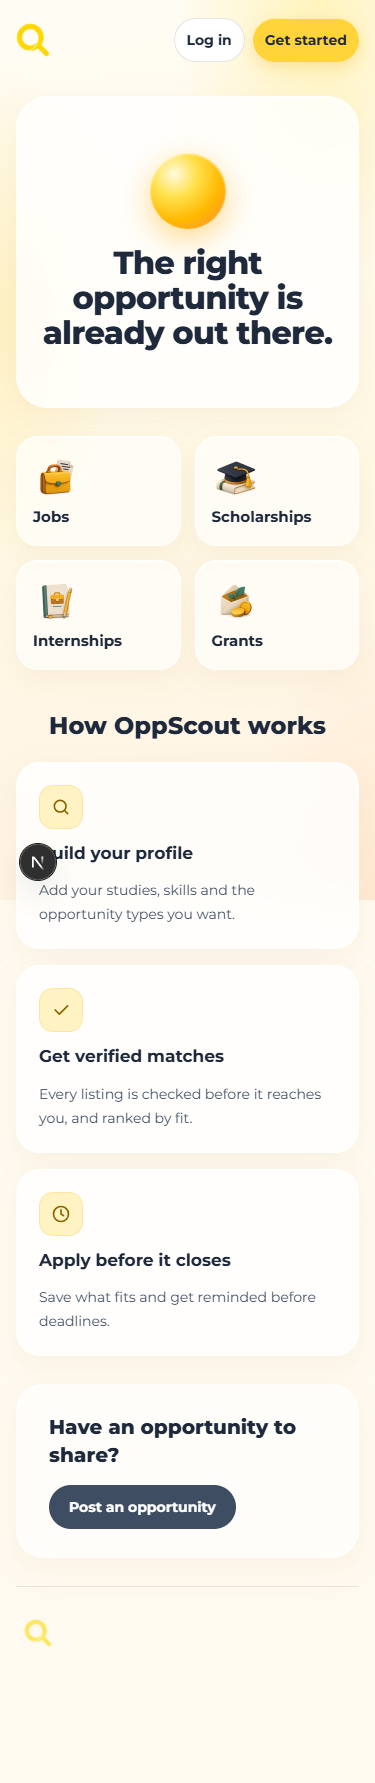 Log in
Get started
The right
opportunity is
already out there.
Jobs
Scholarships
Internships
Grants
How OppScout works
N
uild your profile
Add your studies, skills and the
opportunity types you want.
Get verified matches
Every listing is checked before it reaches
you, and ranked by fit.
Apply before it closes
Save what fits and get reminded before
deadlines.
Have an opportunity to
share?
Post an opportunity